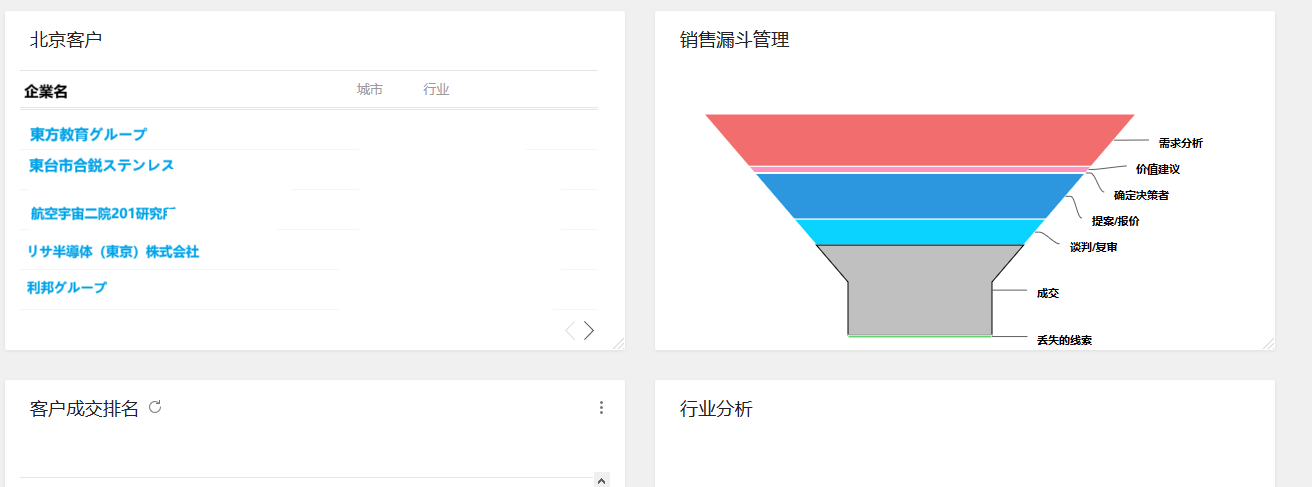 北京客户
企業名 城市 行业
東方教育グループ
東台市合鋭ステンレス
航空宇宙二院201研究
リサ半導体（東京）株式会社
利邦グループ
销售漏斗管理
需求分析
价值建议
确定决策者
提案/报价
谈判/复审
成交
丢失的线索
客户成交排名
行业分析